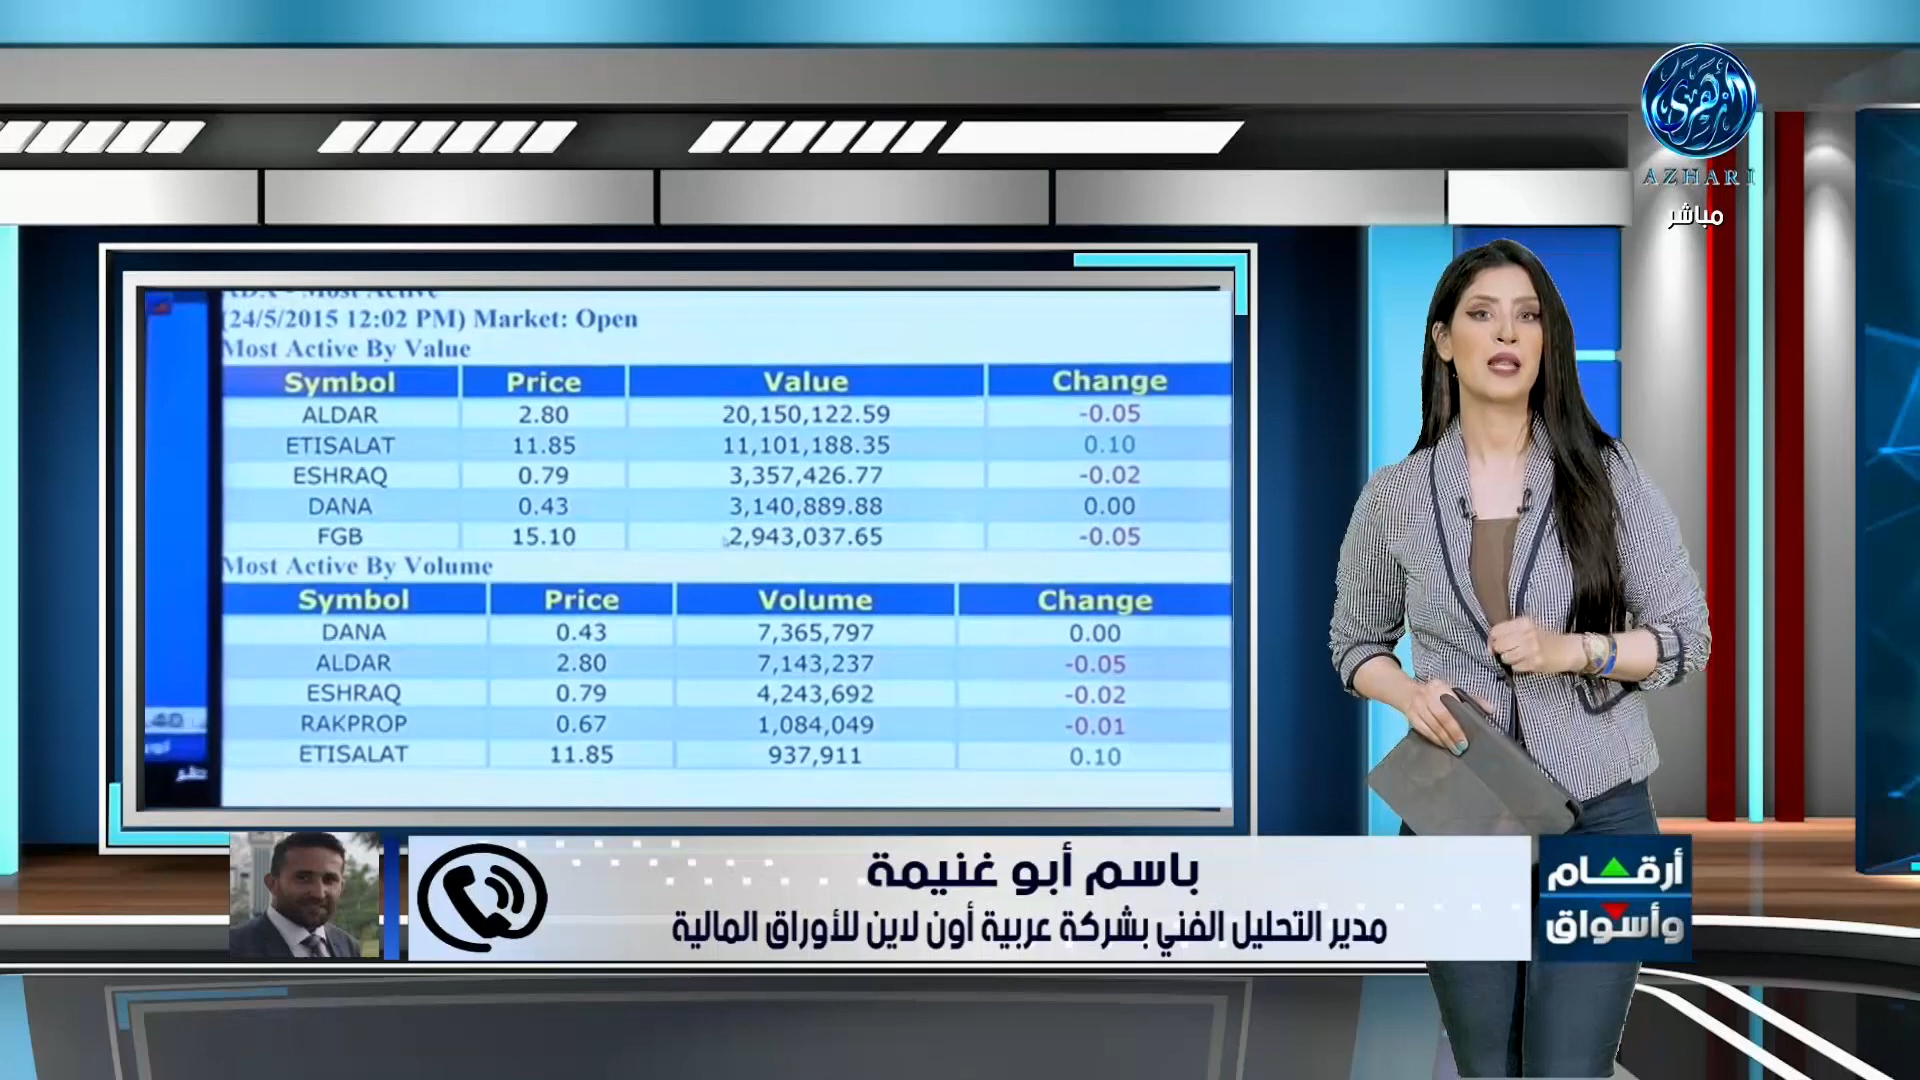 أزهري
AZHARI
مباشر
ADX - Most Active
(24/5/2015 12:02 PM) Market: Open
Most Active By Value
Symbol Price Value Change
ALDAR 2.80 20,150,122.59 -0.05
ETISALAT 11.85 11,101,188.35 0.10
ESHRAQ 0.79 3,357,426.77 -0.02
DANA 0.43 3,140,889.88 0.00
FGB 15.10 2,943,037.65 -0.05
Most Active By Volume
Symbol Price Volume Change
DANA 0.43 7,365,797 0.00
ALDAR 2.80 7,143,237 -0.05
ESHRAQ 0.79 4,243,692 -0.02
RAKPROP 0.67 1,084,049 -0.01
ETISALAT 11.85 937,911 0.10
باسم أبو غنيمة
مدير التحليل الفني بشركة عربية أون لاين للأوراق المالية
أرقام
وأسواق